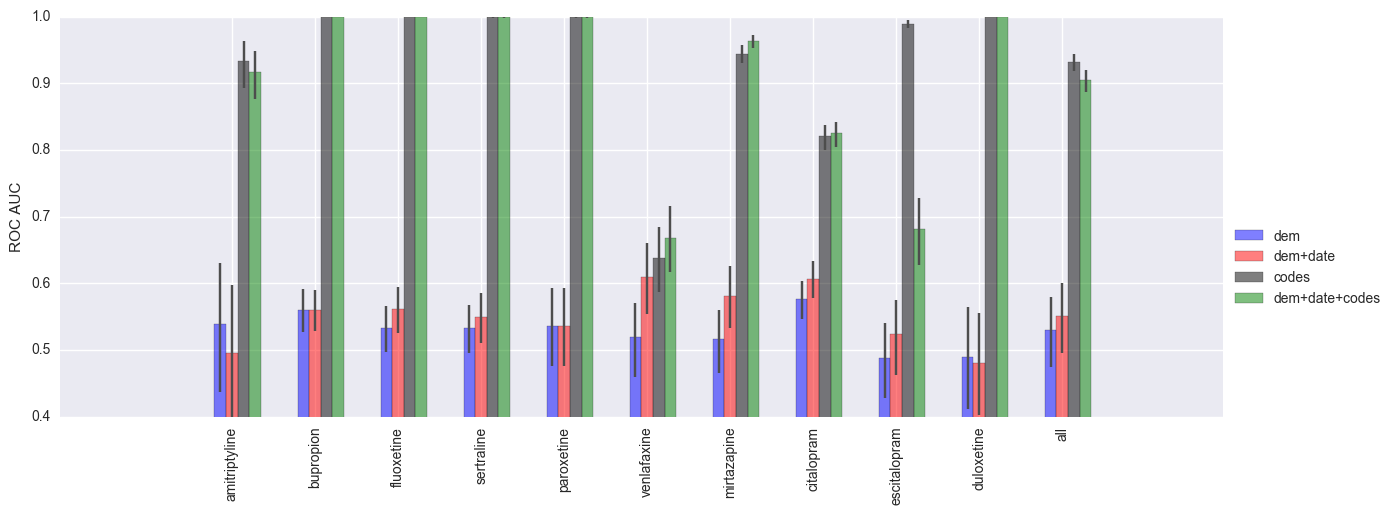 1.0
0.9
0.8
0.7
0.6
0.5
0.4
ROC AUC
amitriptyline
bupropion
fluoxetine
sertraline
paroxetine
venlafaxine
mirtazapine
citalopram
escitalopram
duloxetine
all
dem
dem+date
codes
dem+date+codes